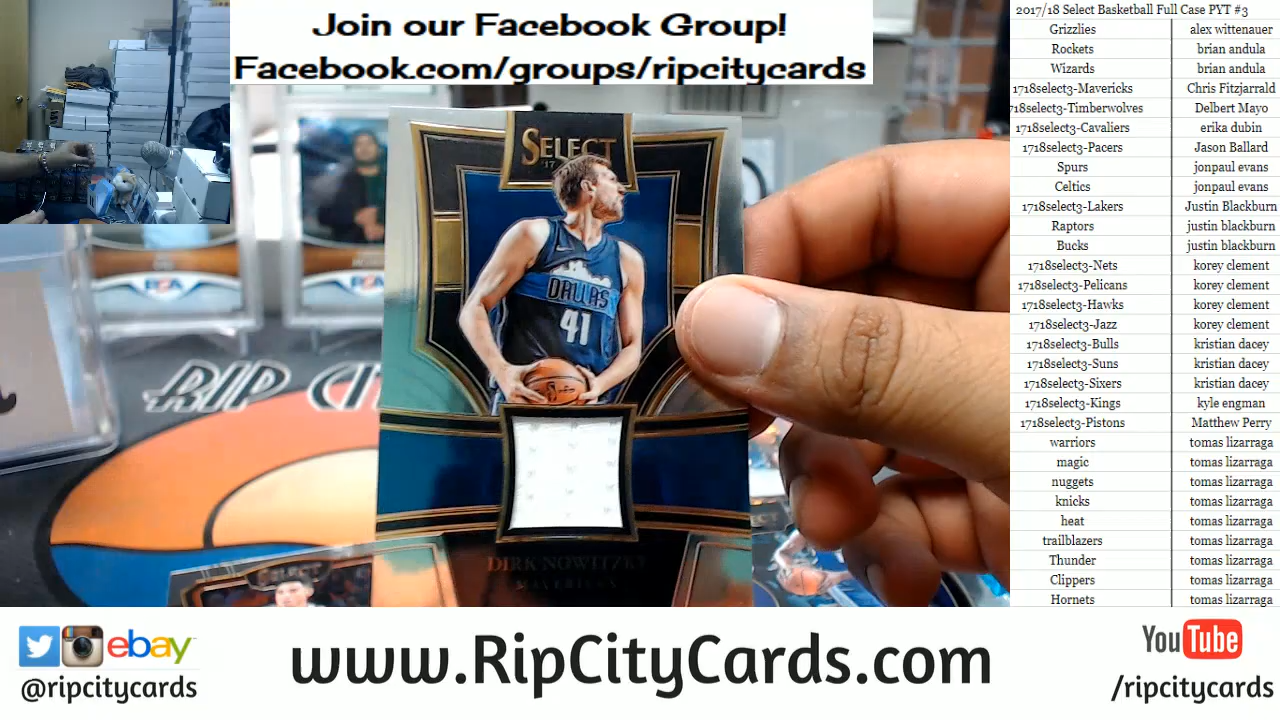 Join our Facebook Group!
Facebook.com/groups/ripcitycards
2017/18 Select Basketball Full Case PYT #3
Grizzlies alex wittenauer
Rockets brian andula
Wizards brian andula
1718select3-Mavericks Chris Fitzjarrald
718select3-Timberwolves Delbert Mayo
1718select3-Cavaliers erika dubin
1718select3-Pacers Jason Ballard
Spurs jonpaul evans
Celtics jonpaul evans
1718select3-Lakers Justin Blackburn
Raptors justin blackburn
Bucks justin blackburn
1718select3-Nets korey clement
1718select3-Pelicans korey clement
1718select3-Hawks korey clement
1718select3-Jazz korey clement
1718select3-Bulls kristian dacey
1718select3-Suns kristian dacey
1718select3-Sixers kristian dacey
1718select3-Kings kyle engman
1718select3-Pistons Matthew Perry
warriors tomas lizarraga
magic tomas lizarraga
nuggets tomas lizarraga
knicks tomas lizarraga
heat tomas lizarraga
trailblazers tomas lizarraga
Thunder tomas lizarraga
Clippers tomas lizarraga
Hornets tomas lizarraga
SELECT
DALLAS
41
RIP CI
DIRK NOWITZKI
MAVERICKS
SELECT
ebay
@ripcitycards
www.RipCityCards.com
YouTube
/ripcitycards